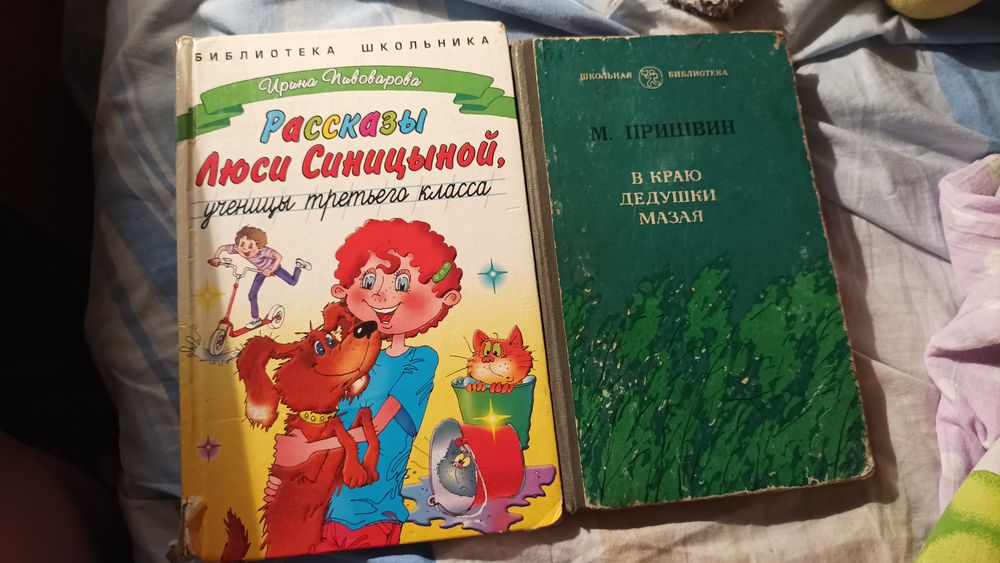 БИБЛИОТЕКА ШКОЛЬНИКА
Ирина Пивоварова
Рассказы
Люси Синицыной,
ученицы третьего класса
ШКОЛЬНАЯ БИБЛИОТЕКА
М. ПРИШВИН
В КРАЮ
ДЕДУШКИ
МАЗАЯ